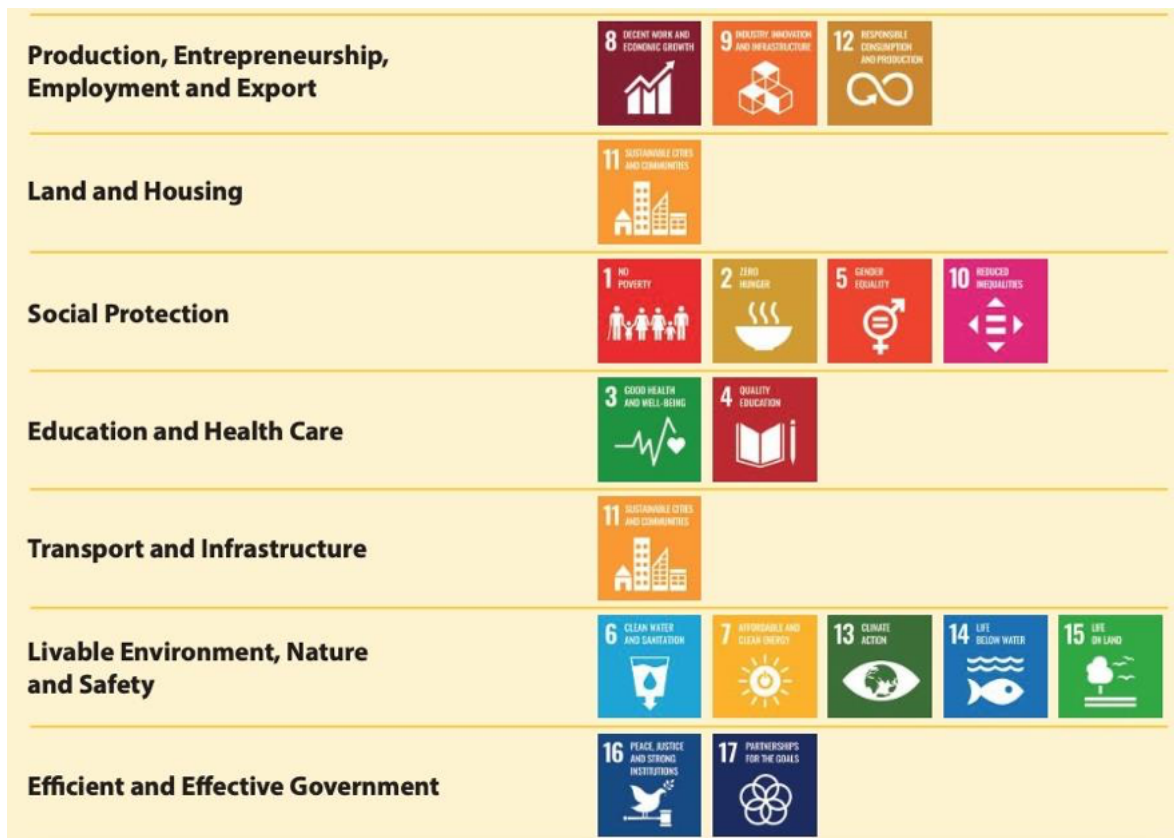 Production, Entrepreneurship,
Employment and Export
8 DECENT WORK AND
ECONOMIC GROWTH
9 INDUSTRY, INNOVATION
AND INFRASTRUCTURE
12 RESPONSIBLE
CONSUMPTION
AND PRODUCTION
Land and Housing
11 SUSTAINABLE CITIES
AND COMMUNITIES
Social Protection
1 NO
POVERTY
2 ZERO
HUNGER
5 GENDER
EQUALITY
10 REDUCED
INEQUALITIES
Education and Health Care
3 GOOD HEALTH
AND WELL-BEING
4 QUALITY
EDUCATION
Transport and Infrastructure
11 SUSTAINABLE CITIES
AND COMMUNITIES
Livable Environment, Nature
and Safety
6 CLEAN WATER
AND SANITATION
7 AFFORDABLE AND
CLEAN ENERGY
13 CLIMATE
ACTION
14 LIFE
BELOW WATER
15 LIFE
ON LAND
Efficient and Effective Government
16 PEACE, JUSTICE
AND STRONG
INSTITUTIONS
17 PARTNERSHIPS
FOR THE GOALS